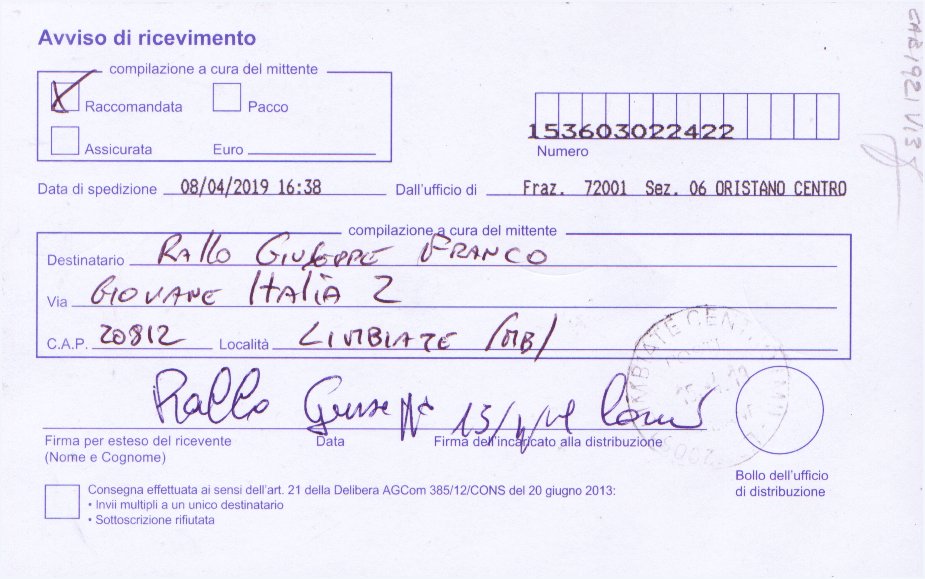 Avviso di ricevimento
compilazione a cura del mittente
Raccomandata Pacco
Assicurata Euro
153603022422
Numero
Data di spedizione 08/04/2019 16:38 Dall'ufficio di Fraz. 72001 Sez. 06 ORISTANO CENTRO
compilazione a cura del mittente
Destinatario RAllo GIUSEPPE FRANCO
Via GIOVANE ItAlIà 2
C.A.P. 20812 Località LIMBIATE (MB)
Rallo Giuseppe
Firma per esteso del ricevente Data Firma dell'incaricato alla distribuzione
(Nome e Cognome)
Bollo dell'ufficio
di distribuzione
Consegna effettuata ai sensi dell'art. 21 della Delibera AGCom 385/12/CONS del 20 giugno 2013:
• Invii multipli a un unico destinatario
• Sottoscrizione rifiutata